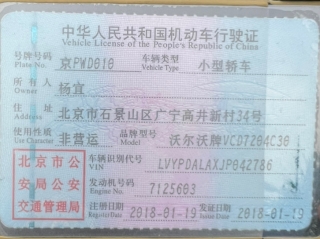 中华人民共和国机动车行驶证
Vehicle License of the People's Republic of China
号牌号码 京PWD618 车辆类型 小型轿车
Plate No. Vehicle Type
所有人 杨宜
Owner
住址 北京市石景山区广宁高井新村34号
Address
使用性质 非营运 品牌型号 沃尔沃牌VCD7204C36
Use Character Model
北京市公
安局公安
交通管理局
车辆识别代号
VIN LVYPDALAXJP042786
发动机号码 7125603
Engine No.
注册日期 2018-01-19 发证日期 2018-01-19
Register Date Issue Date